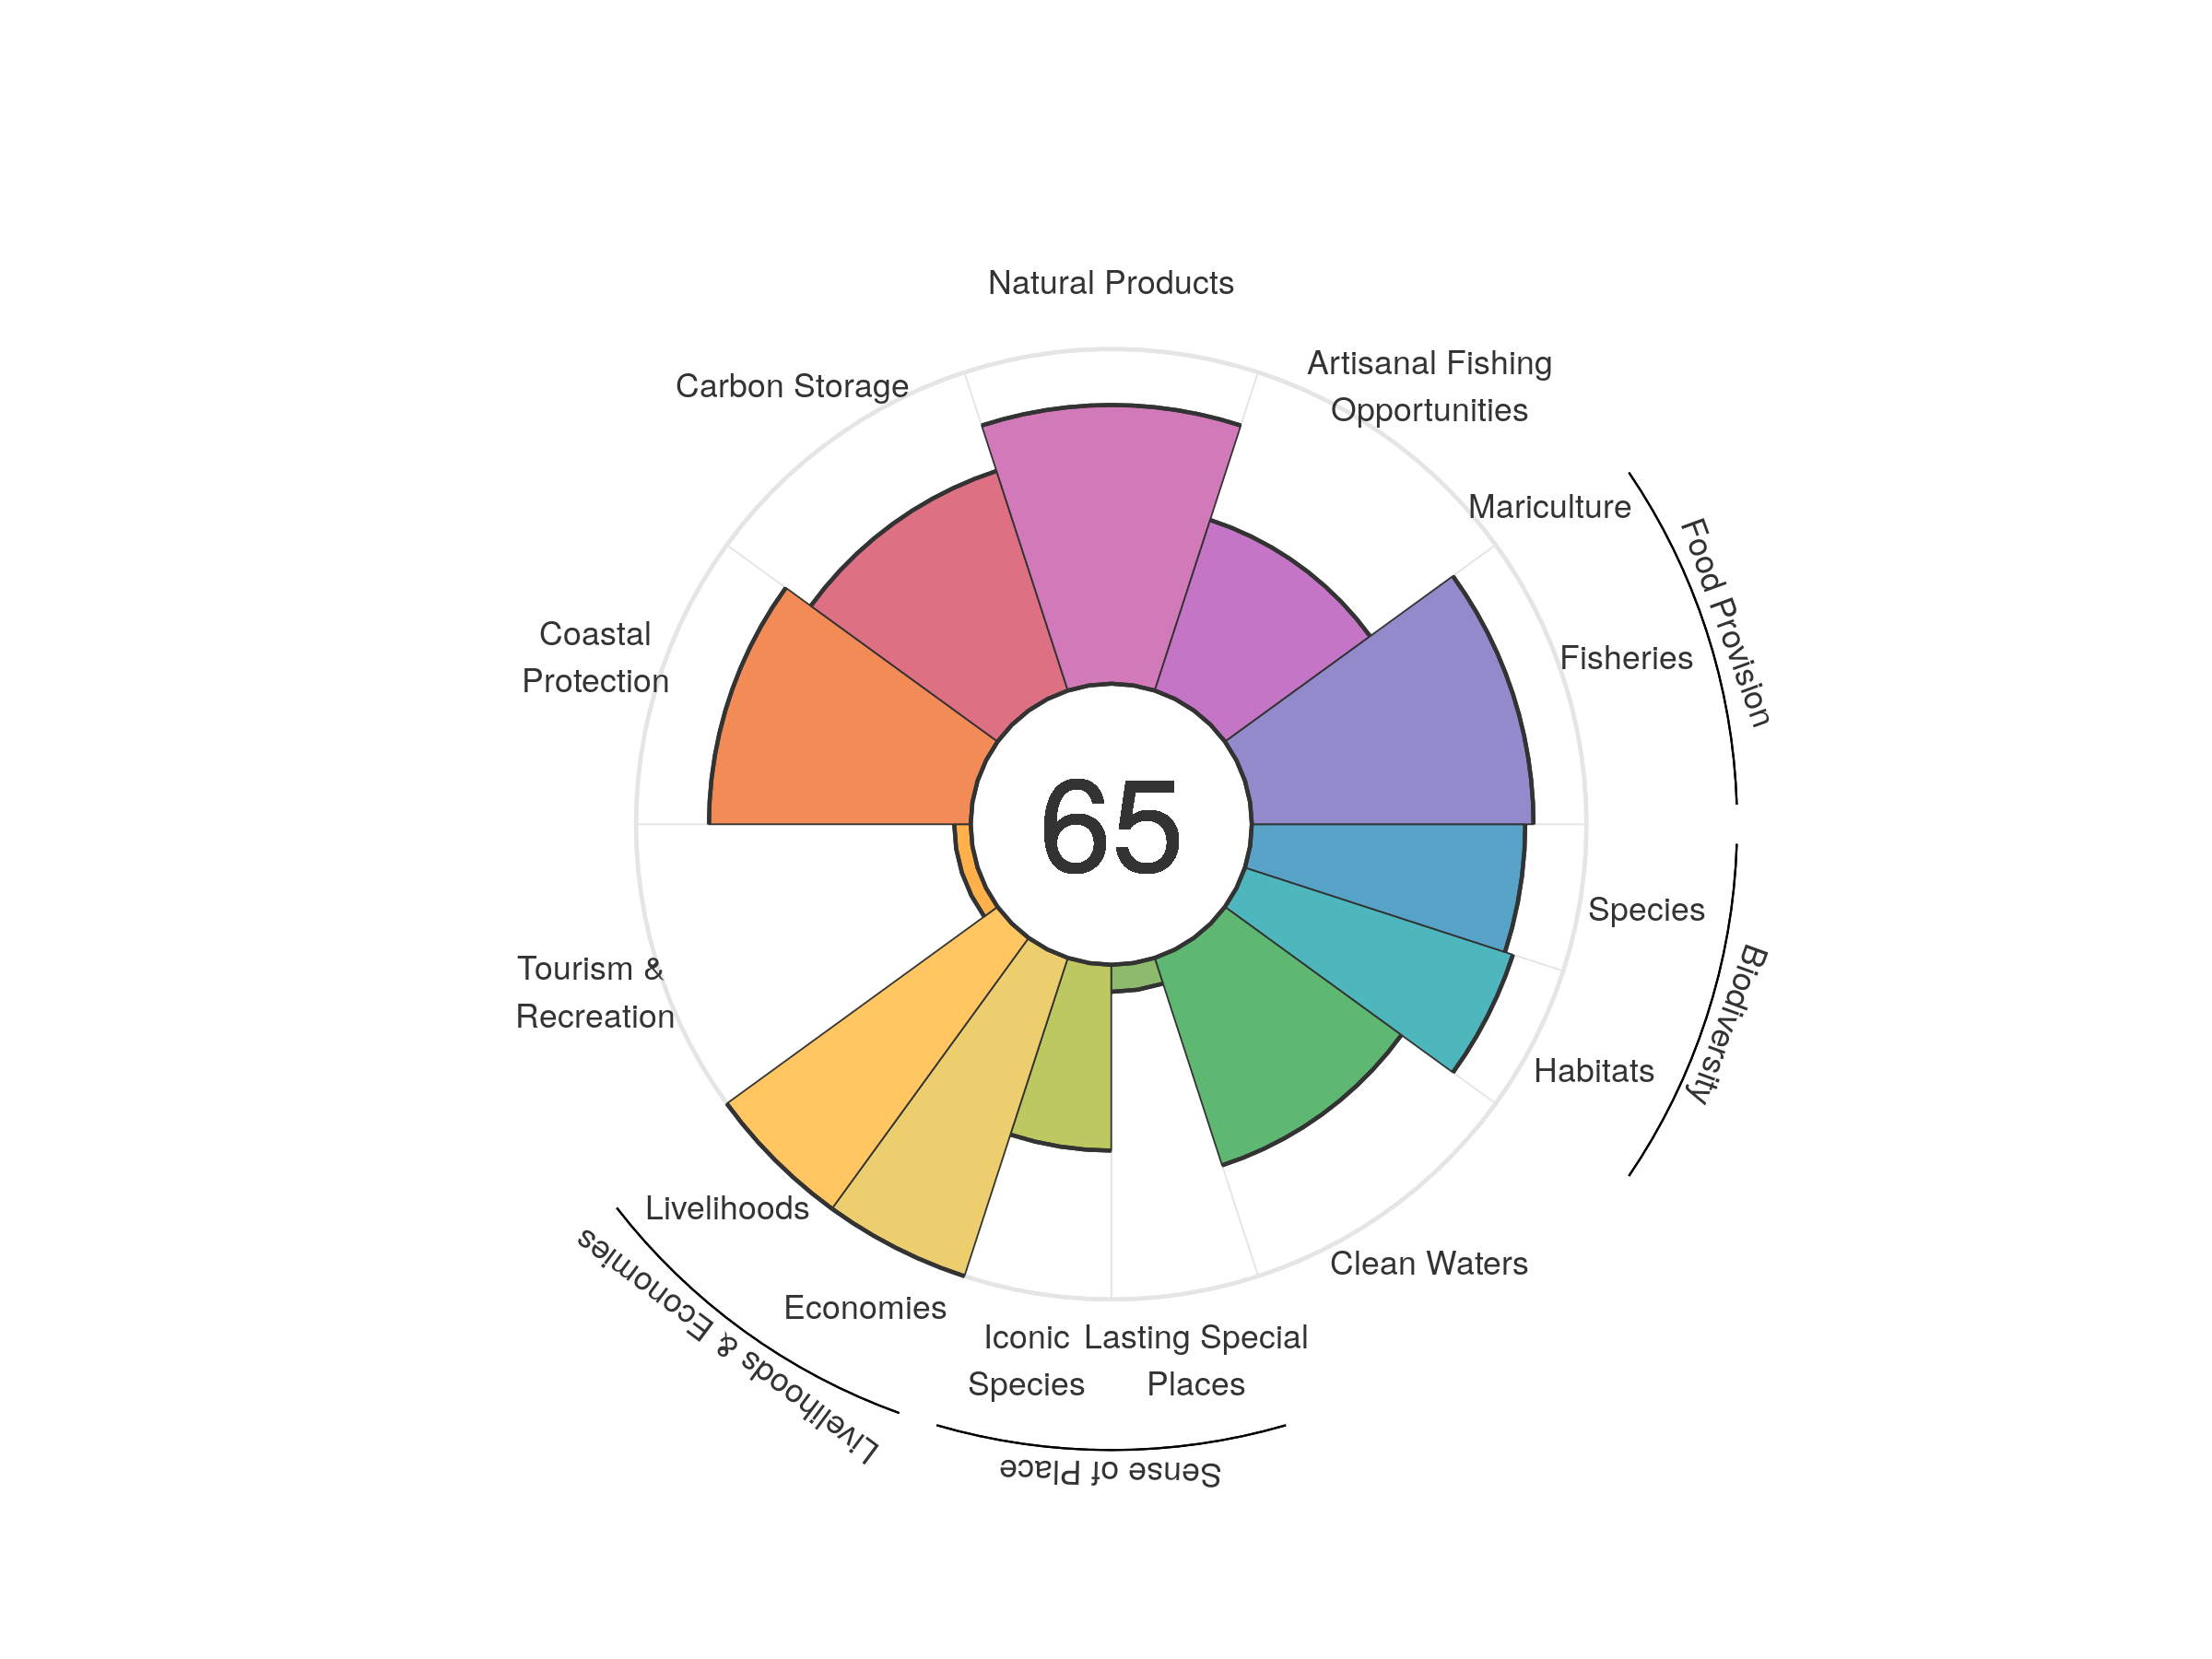 Natural Products
Artisanal Fishing
Opportunities
Carbon Storage
Mariculture
Food Provision
Coastal
Protection
Fisheries
65
Species
Biodiversity
Tourism &
Recreation
Habitats
Livelihoods
Clean Waters
Economies
Livelihoods & Economies
Iconic
Species
Lasting Special
Places
Sense of Place